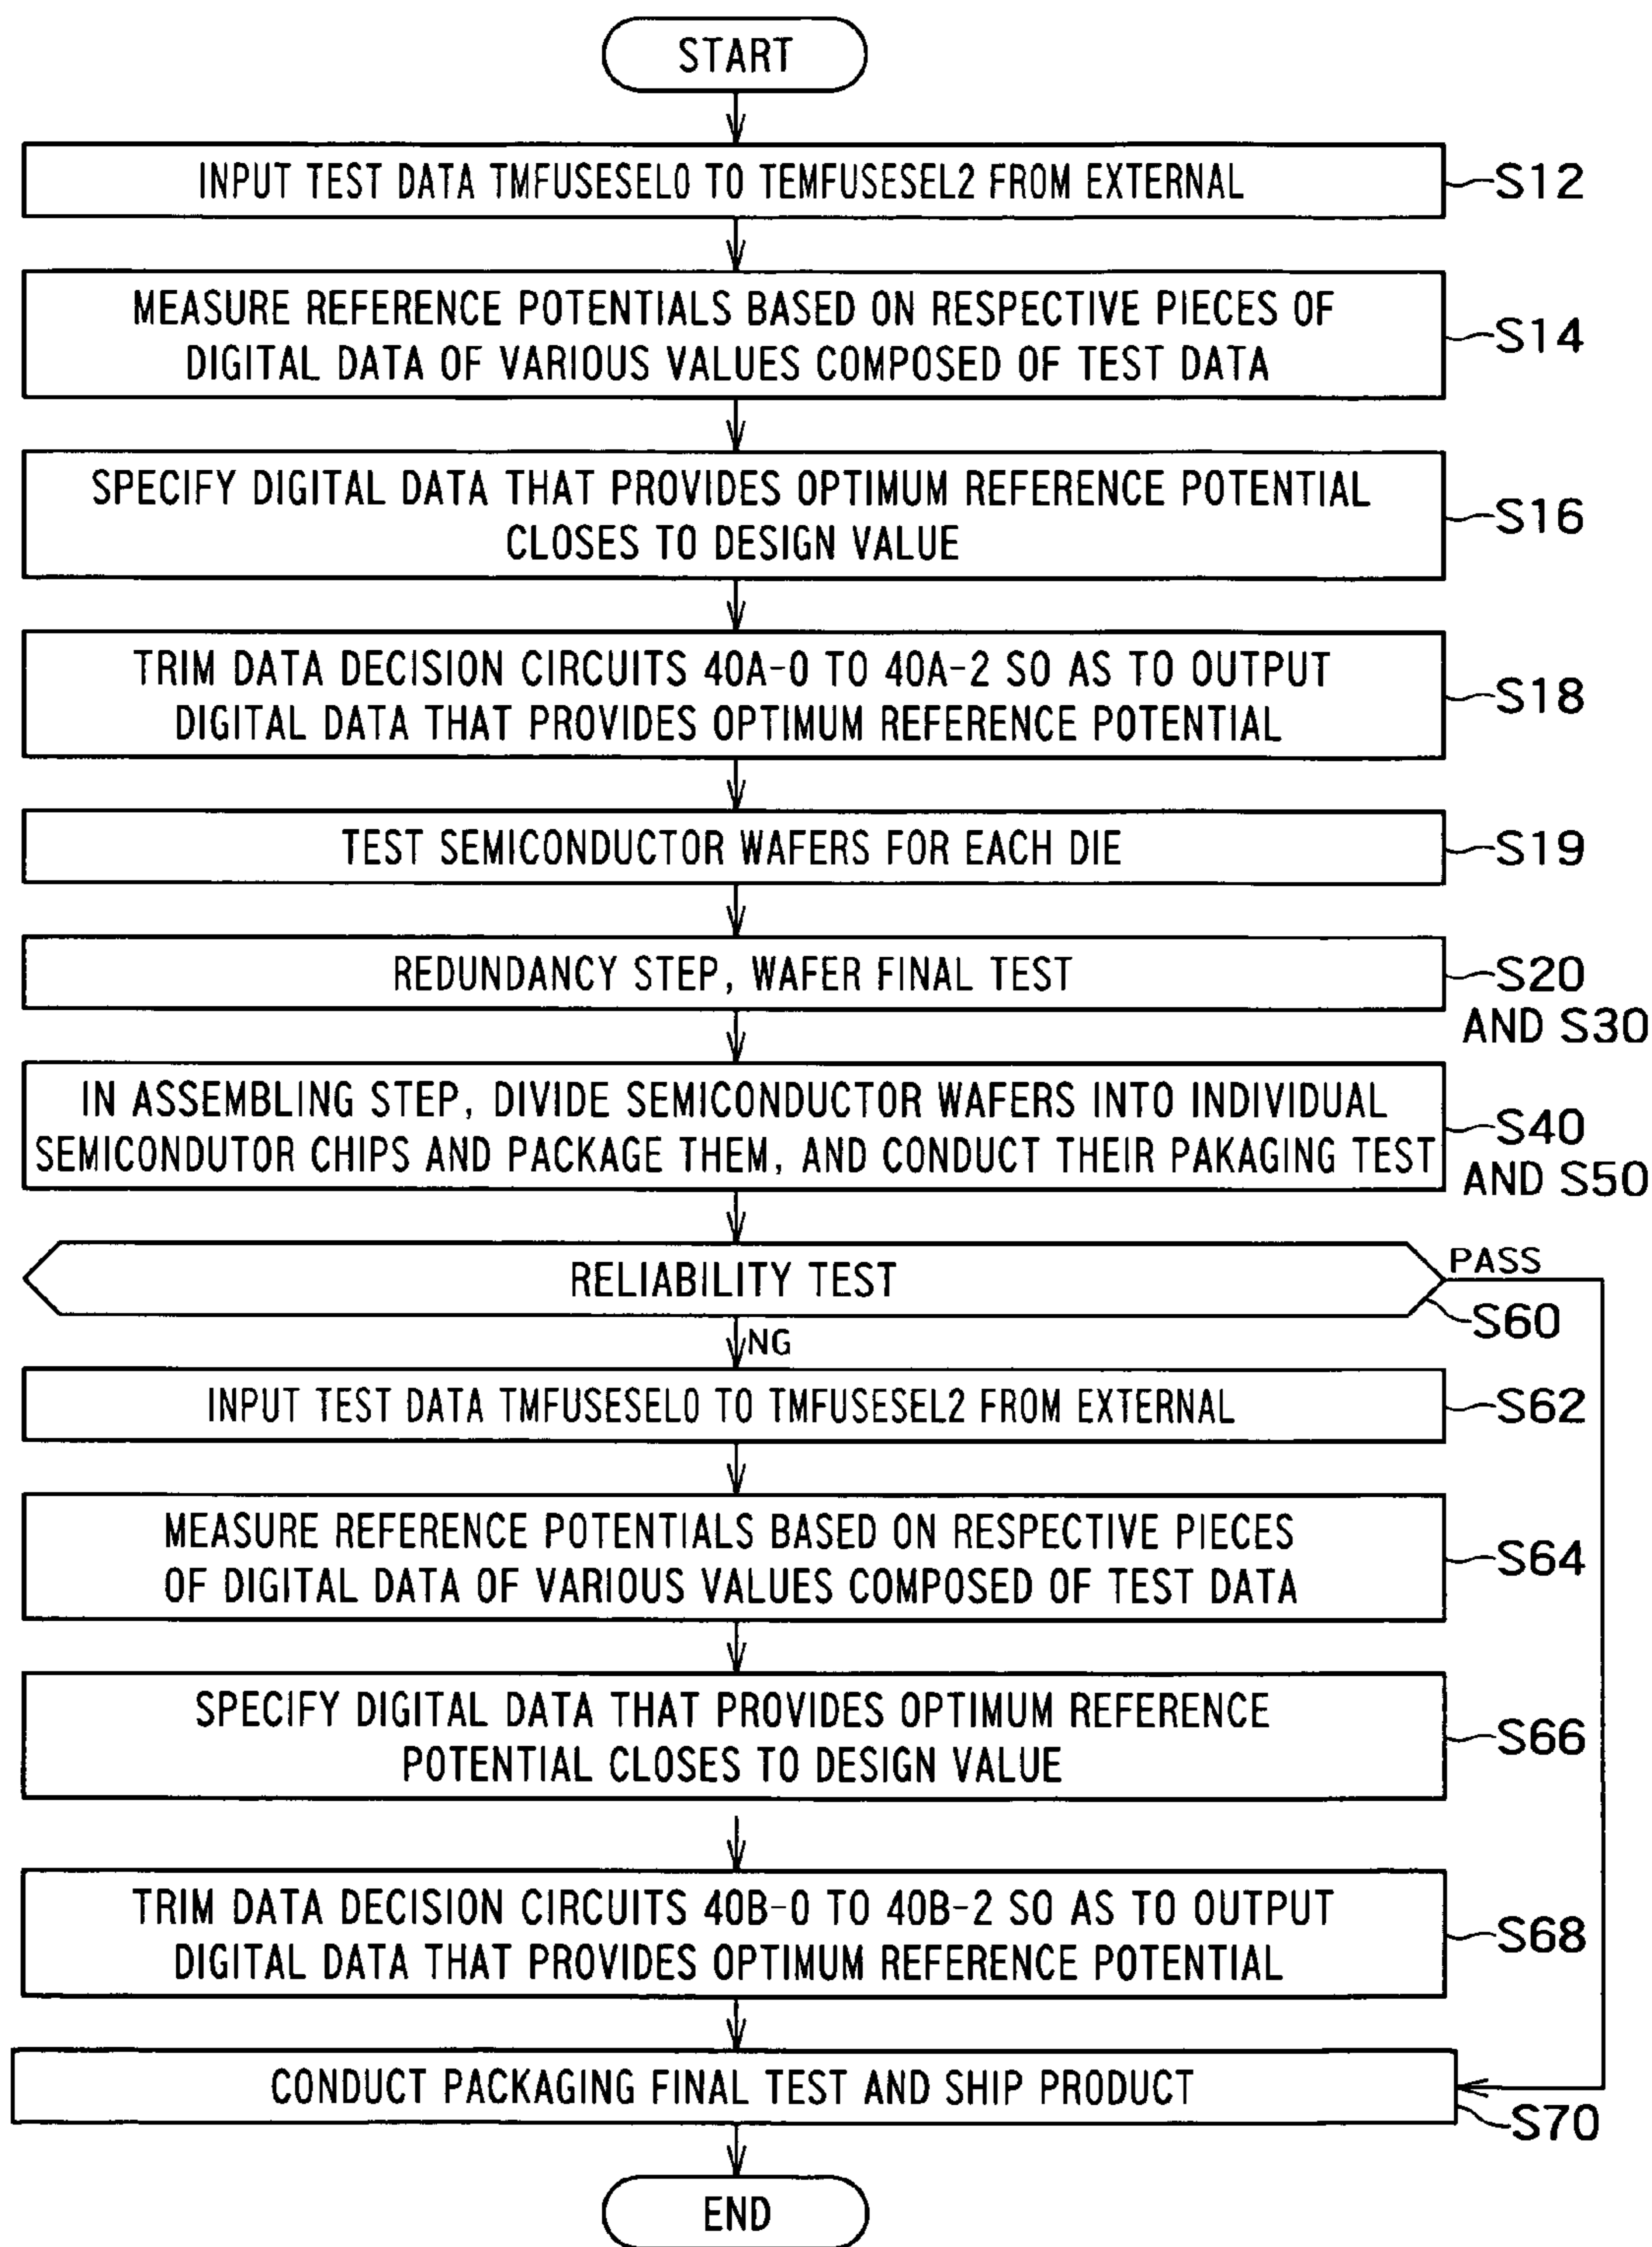 START
INPUT TEST DATA TMFUSESEL0 TO TEMFUSESEL2 FROM EXTERNAL
S12
MEASURE REFERENCE POTENTIALS BASED ON RESPECTIVE PIECES OF
DIGITAL DATA OF VARIOUS VALUES COMPOSED OF TEST DATA
S14
SPECIFY DIGITAL DATA THAT PROVIDES OPTIMUM REFERENCE POTENTIAL
CLOSES TO DESIGN VALUE
S16
TRIM DATA DECISION CIRCUITS 40A-0 TO 40A-2 SO AS TO OUTPUT
DIGITAL DATA THAT PROVIDES OPTIMUM REFERENCE POTENTIAL
S18
TEST SEMICONDUCTOR WAFERS FOR EACH DIE
S19
REDUNDANCY STEP, WAFER FINAL TEST
S20
AND S30
IN ASSEMBLING STEP, DIVIDE SEMICONDUCTOR WAFERS INTO INDIVIDUAL
SEMICONDUTOR CHIPS AND PACKAGE THEM, AND CONDUCT THEIR PAKAGING TEST
S40
AND S50
RELIABILITY TEST
PASS
S60
NG
INPUT TEST DATA TMFUSESEL0 TO TMFUSESEL2 FROM EXTERNAL
S62
MEASURE REFERENCE POTENTIALS BASED ON RESPECTIVE PIECES
OF DIGITAL DATA OF VARIOUS VALUES COMPOSED OF TEST DATA
S64
SPECIFY DIGITAL DATA THAT PROVIDES OPTIMUM REFERENCE
POTENTIAL CLOSES TO DESIGN VALUE
S66
TRIM DATA DECISION CIRCUITS 40B-0 TO 40B-2 SO AS TO OUTPUT
DIGITAL DATA THAT PROVIDES OPTIMUM REFERENCE POTENTIAL
S68
CONDUCT PACKAGING FINAL TEST AND SHIP PRODUCT
S70
END